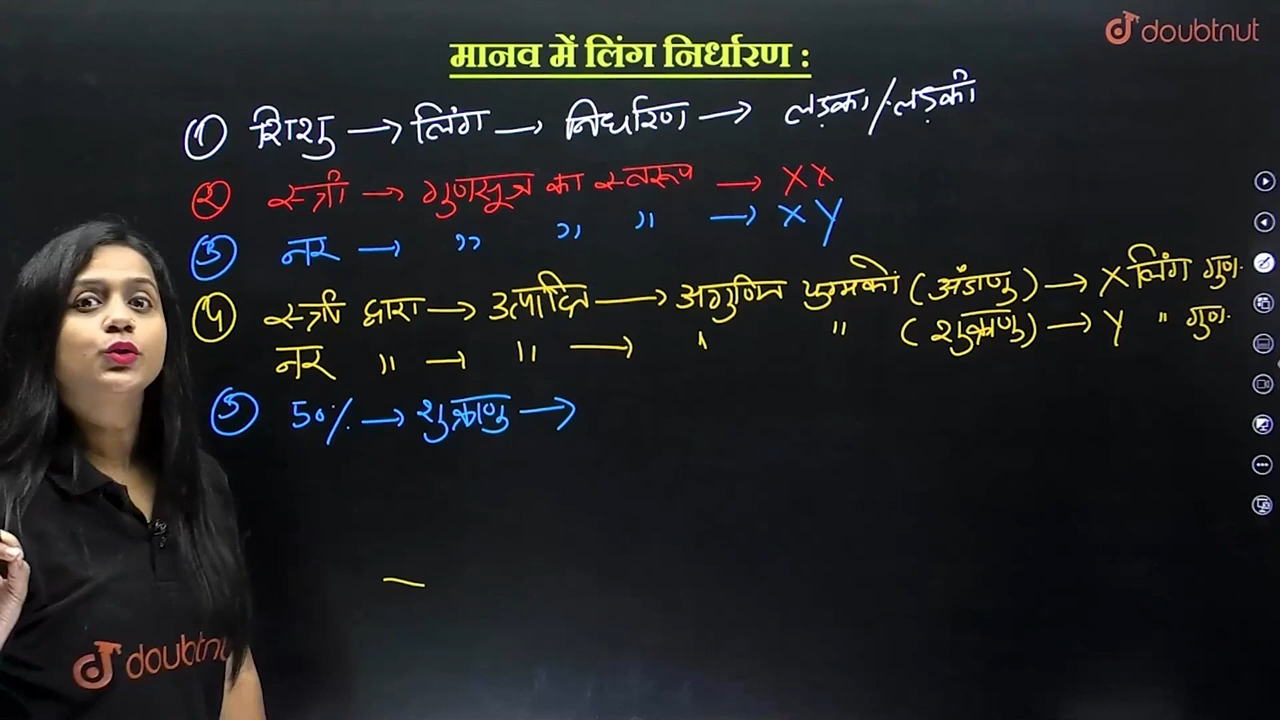 doubtnut
मानव में लिंग निर्धारण :
① शिशु → लिंग → निर्धारण → लड़का / लड़की
② स्त्री → गुणसूत्र का स्वरूप → XX
③ नर → " " " → XY
④ स्त्री द्वारा → उत्पादित → अगुणित युग्मकों (अंडाणु) → X लिंग गुण.
नर " → " → " " (शुक्राणु) → Y " गुण.
⑤ 50% → शुक्राणु →
doubtnut